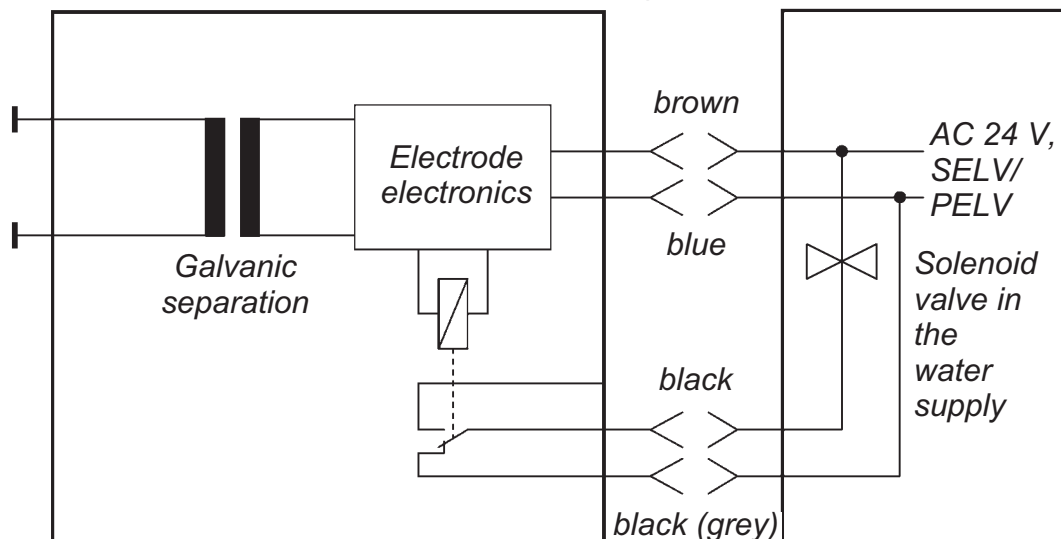 brown
AC 24 V,
SELV/
PELV
Electrode
electronics
blue
Galvanic
separation
Solenoid
valve in
the
water
supply
black
black (grey)